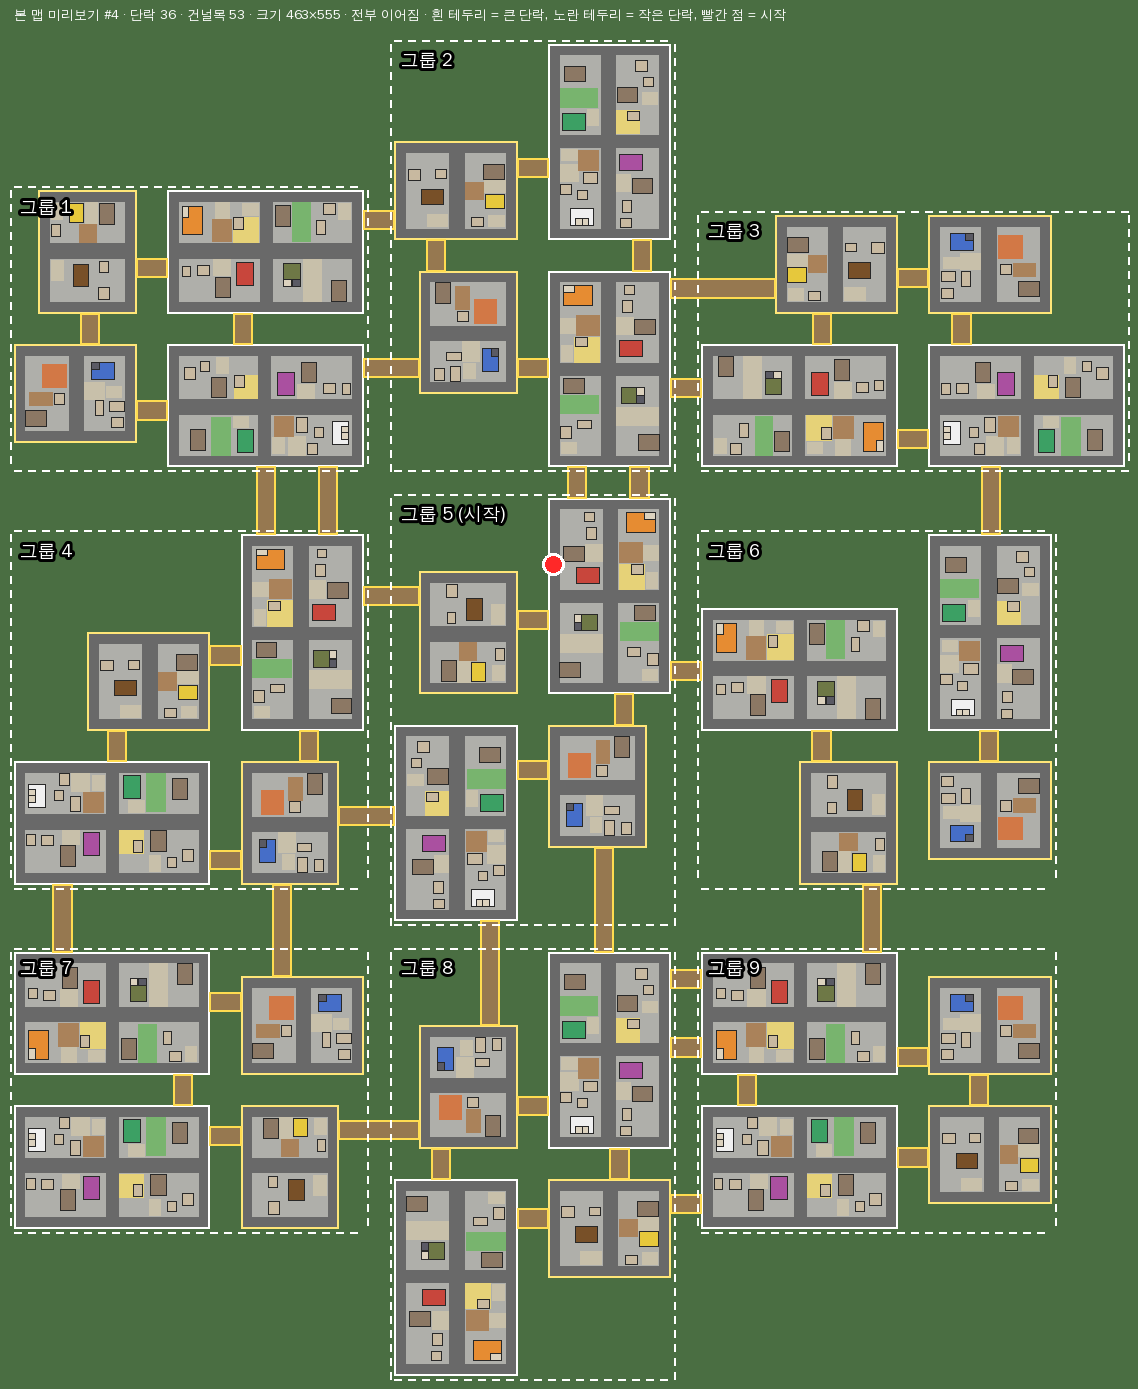 본 맵 미리보기 #4 · 단락 36 · 건널목 53 · 크기 463×555 · 전부 이어짐 · 흰 테두리 = 큰 단락, 노란 테두리 = 작은 단락, 빨간 점 = 시작
그룹 2
그룹 1
그룹 3
그룹 5 (시작)
그룹 4
그룹 6
그룹 7
그룹 8
그룹 9